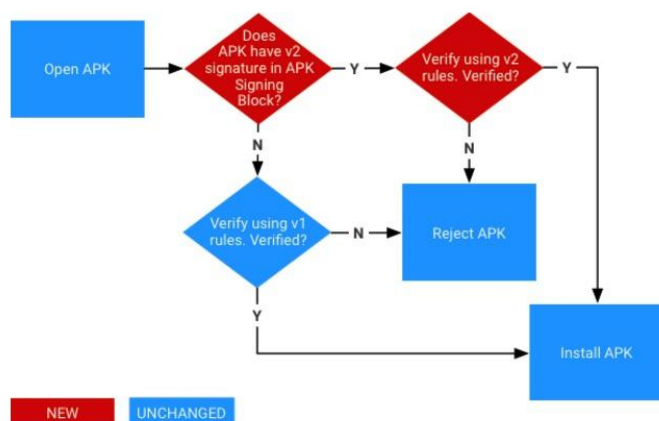 Open APK
Does
APK have v2
signature in APK
Signing
Block?
Y
Verify using v2
rules. Verified?
Y
N
N
Verify using v1
rules. Verified?
N
Reject APK
Y
Install APK
NEW
UNCHANGED